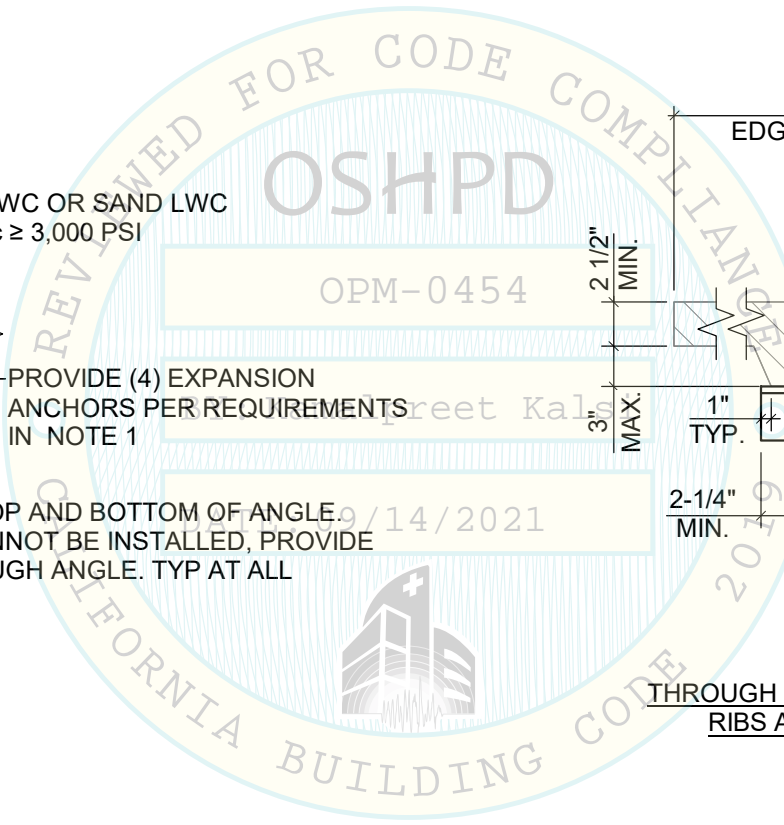 REVIEWED FOR CODE COMPLIANCE
OSHPD
OPM-0454
DATE: 09/14/2021
CALIFORNIA BUILDING CODE 2019
WC OR SAND LWC
≥ 3,000 PSI
PROVIDE (4) EXPANSION
ANCHORS PER REQUIREMENTS
IN NOTE 1
OP AND BOTTOM OF ANGLE.
NNOT BE INSTALLED, PROVIDE
UGH ANGLE. TYP AT ALL
EDG
2 1/2"
MIN.
3"
MAX.
1"
TYP.
2-1/4"
MIN.
THROUGH
RIBS A